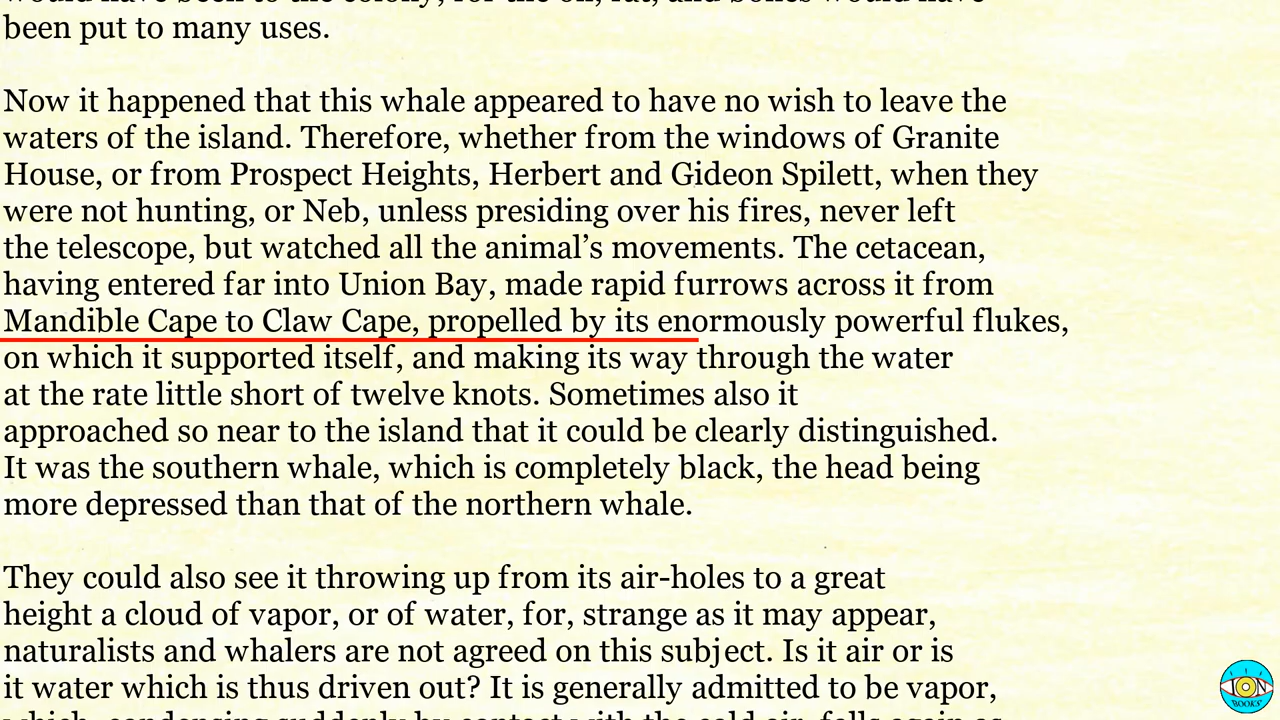 been put to many uses.
Now it happened that this whale appeared to have no wish to leave the
waters of the island. Therefore, whether from the windows of Granite
House, or from Prospect Heights, Herbert and Gideon Spilett, when they
were not hunting, or Neb, unless presiding over his fires, never left
the telescope, but watched all the animal’s movements. The cetacean,
having entered far into Union Bay, made rapid furrows across it from
Mandible Cape to Claw Cape, propelled by its enormously powerful flukes,
on which it supported itself, and making its way through the water
at the rate little short of twelve knots. Sometimes also it
approached so near to the island that it could be clearly distinguished.
It was the southern whale, which is completely black, the head being
more depressed than that of the northern whale.
They could also see it throwing up from its air-holes to a great
height a cloud of vapor, or of water, for, strange as it may appear,
naturalists and whalers are not agreed on this subject. Is it air or is
it water which is thus driven out? It is generally admitted to be vapor,
ION
BOOKS